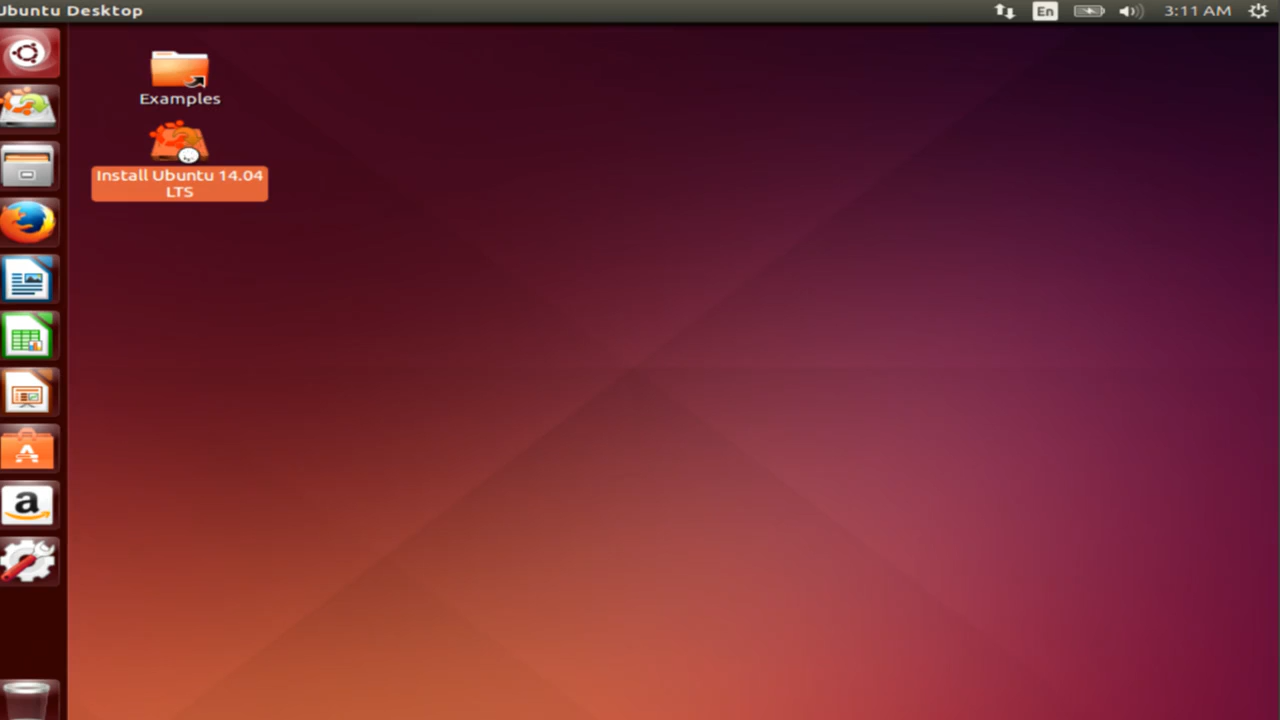 Ubuntu Desktop
En
3:11 AM
Examples
Install Ubuntu 14.04
LTS